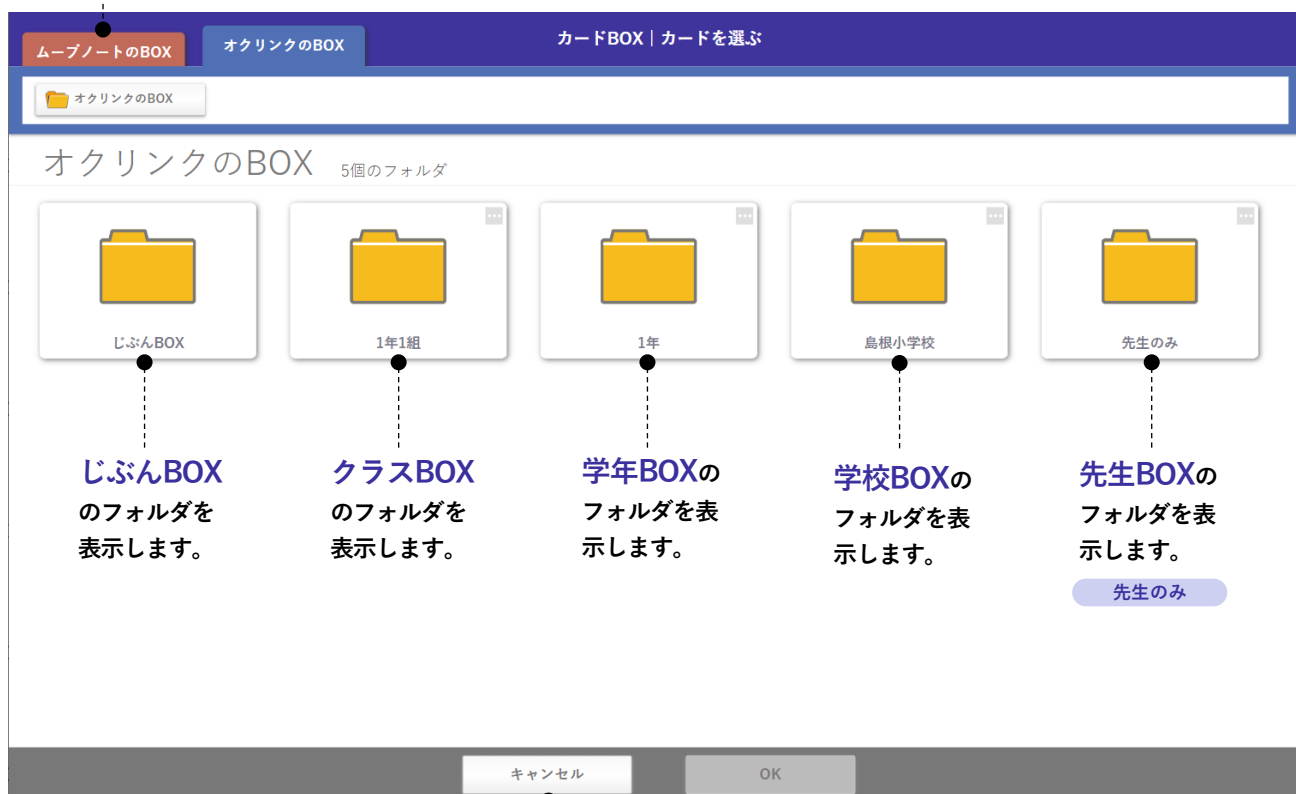 ムーブノートのBOX
オクリンクのBOX
カードBOX｜カードを選ぶ
オクリンクのBOX
オクリンクのBOX 5個のフォルダ
じぶんBOX
1年1組
1年
島根小学校
先生のみ
じぶんBOX
のフォルダを
表示します。
クラスBOX
のフォルダを
表示します。
学年BOXの
フォルダを表
示します。
学校BOXの
フォルダを表
示します。
先生BOXの
フォルダを表
示します。
先生のみ
キャンセル
OK